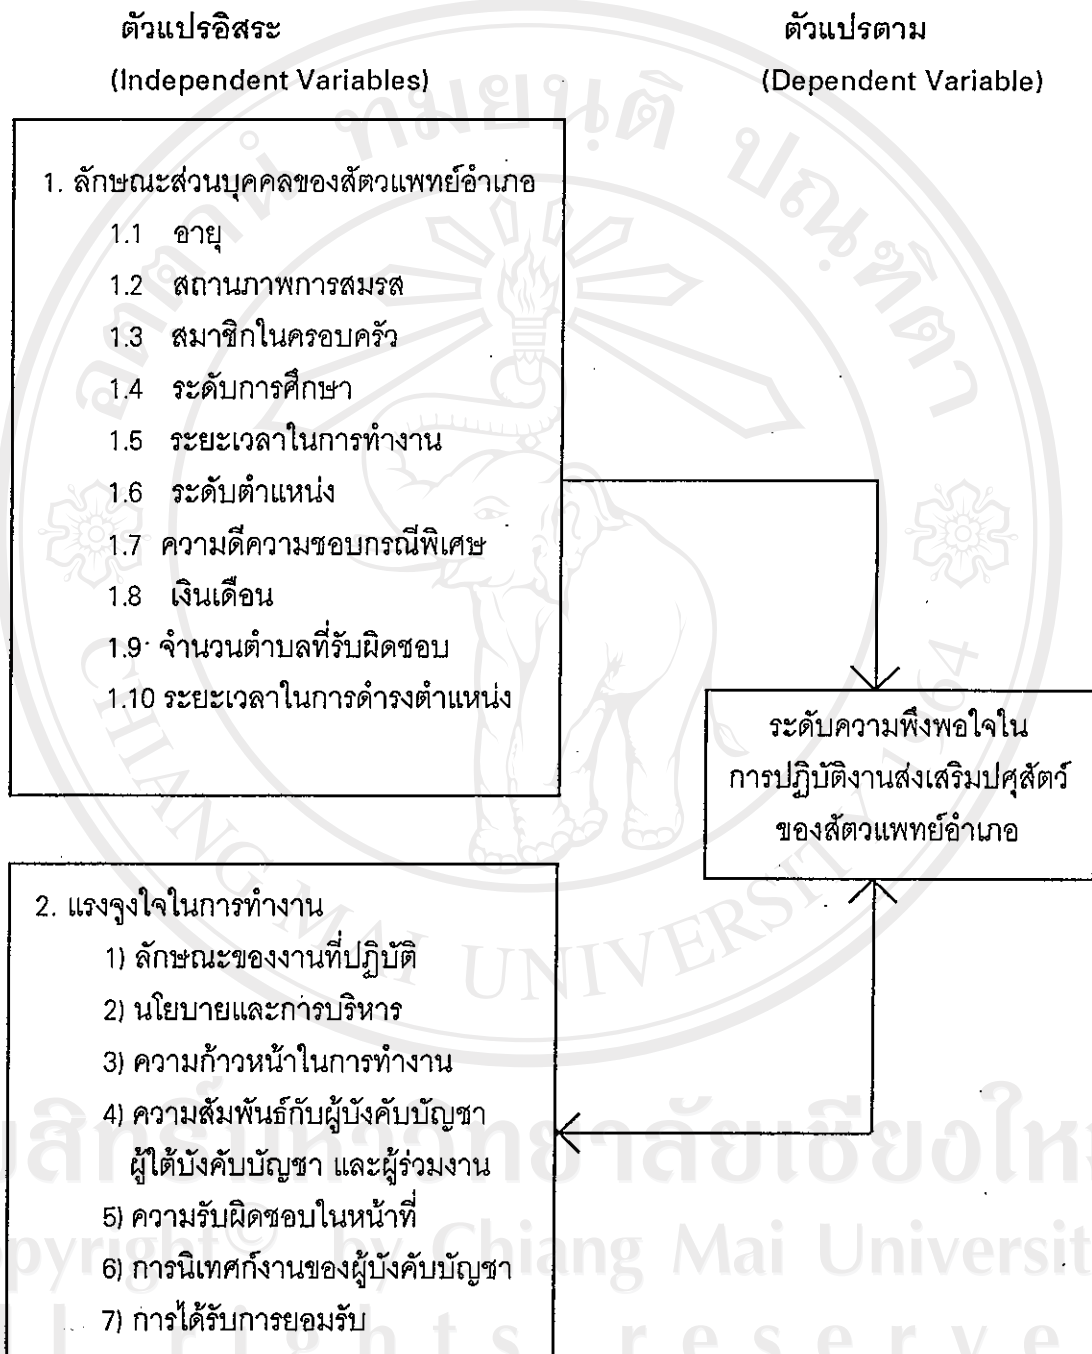 ตัวแปรอิสระ
(Independent Variables)
ตัวแปรตาม
(Dependent Variable)
1. ลักษณะส่วนบุคคลของสัตวแพทย์อำเภอ
1.1 อายุ
1.2 สถานภาพการสมรส
1.3 สมาชิกในครอบครัว
1.4 ระดับการศึกษา
1.5 ระยะเวลาในการทำงาน
1.6 ระดับตำแหน่ง
1.7 ความดีความชอบกรณีพิเศษ
1.8 เงินเดือน
1.9 จำนวนตำบลที่รับผิดชอบ
1.10 ระยะเวลาในการดำรงตำแหน่ง
ระดับความพึงพอใจใน
การปฏิบัติงานส่งเสริมปศุสัตว์
ของสัตวแพทย์อำเภอ
2. แรงจูงใจในการทำงาน
1) ลักษณะของงานที่ปฏิบัติ
2) นโยบายและการบริหาร
3) ความก้าวหน้าในการทำงาน
4) ความสัมพันธ์กับผู้บังคับบัญชา
ผู้ใต้บังคับบัญชา และผู้ร่วมงาน
5) ความรับผิดชอบในหน้าที่
6) การนิเทศก์งานของผู้บังคับบัญชา
7) การได้รับการยอมรับ
อตฺตานํ ทมยนฺติ ปณฺฑิตา
CHIANG MAI UNIVERSITY 1964
by Chiang Mai